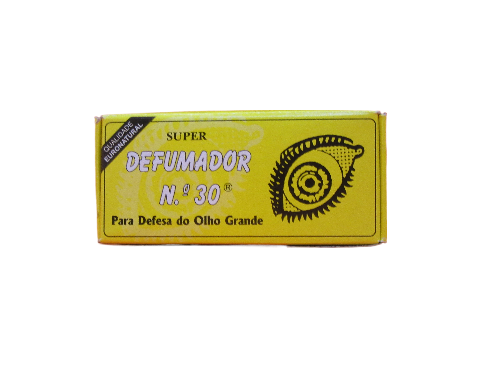 QUALIDADE
EURONATURAL
SUPER
DEFUMADOR
N.º 30®
Para Defesa do Olho Grande